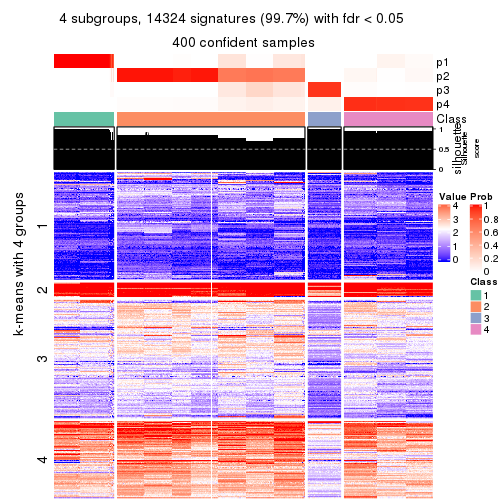 4 subgroups, 14324 signatures (99.7%) with fdr < 0.05
400 confident samples
p1
p2
p3
p4
Class
1
0.5
0
silhouette
silhouette
score
k-means with 4 groups
1
2
3
4
Value
4
3
2
1
0
Prob
1
0.8
0.6
0.4
0.2
0
Class
1
2
3
4